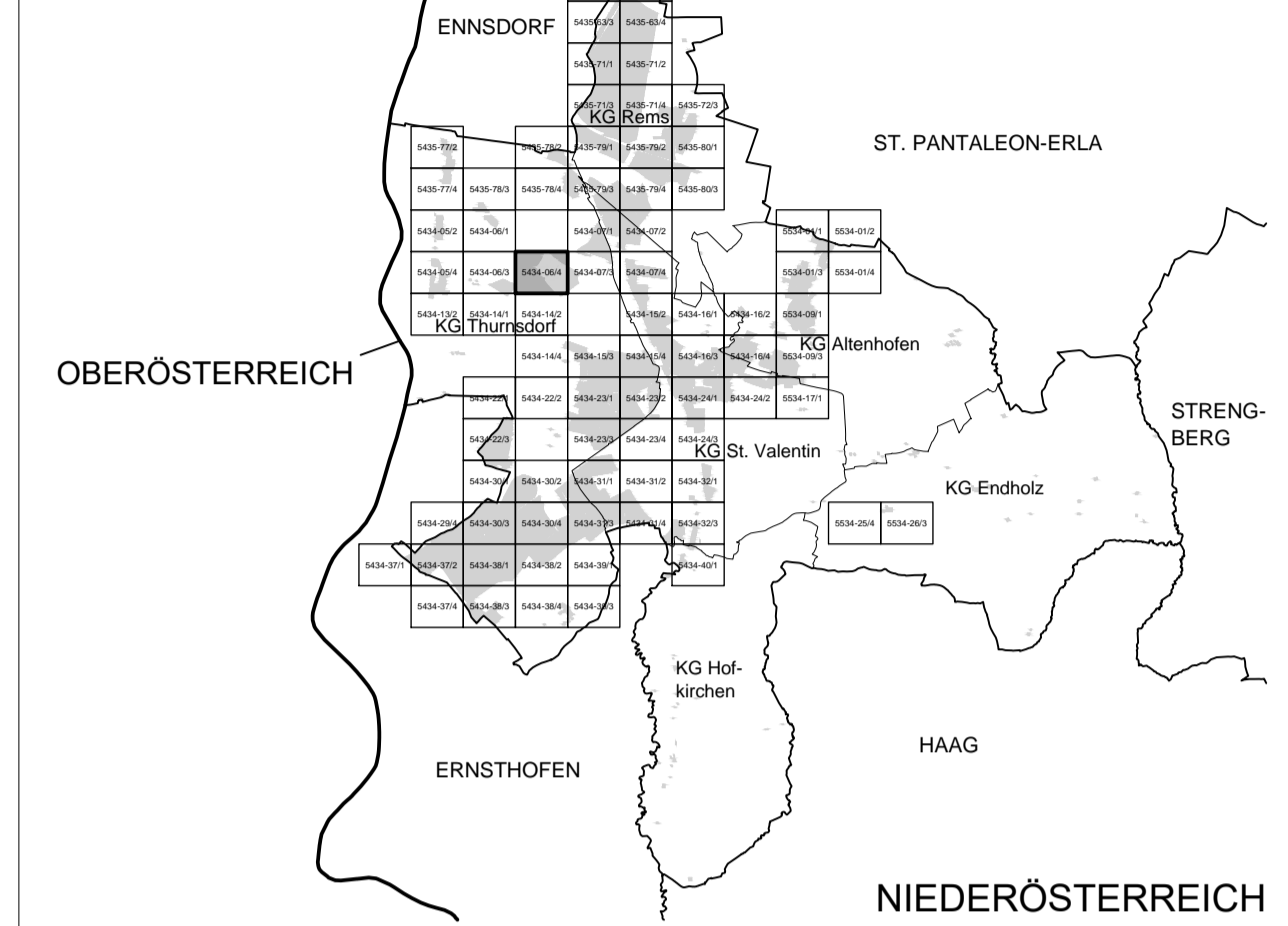 ENNSDORF
5435-63/3 5435-63/4
5435-71/1 5435-71/2
5435-71/3 5435-71/4 5435-72/3
KG Rems
ST. PANTALEON-ERLA
5435-77/2 5435-78/2 5435-79/1 5435-79/2 5435-80/1
5435-77/4 5435-78/3 5435-78/4 5435-79/3 5435-79/4 5435-80/3
5434-05/2 5434-06/1 5434-07/1 5434-07/2 5534-01/1 5534-01/2
5434-05/4 5434-06/3 5434-06/4 5434-07/3 5434-07/4 5534-01/3 5534-01/4
5434-13/2 5434-14/1 5434-14/2 5434-15/2 5434-16/1 5434-16/2 5534-09/1
KG Thurnsdorf
KG Altenhofen
5434-14/4 5434-15/3 5434-15/4 5434-16/3 5434-16/4 5534-09/3
OBERÖSTERREICH
5434-22/1 5434-22/2 5434-23/1 5434-23/2 5434-24/1 5434-24/2 5534-17/1
STRENG-
BERG
5434-22/3 5434-23/3 5434-23/4 5434-24/3
KG St. Valentin
5434-30/1 5434-30/2 5434-31/1 5434-31/2 5434-32/1
KG Endholz
5434-29/4 5434-30/3 5434-30/4 5434-31/3 5434-31/4 5434-32/3 5534-25/4 5534-26/3
5434-37/1 5434-37/2 5434-38/1 5434-38/2 5434-39/1 5434-40/1
5434-37/4 5434-38/3 5434-38/4 5434-39/3
KG Hof-
kirchen
HAAG
ERNSTHOFEN
NIEDERÖSTERREICH